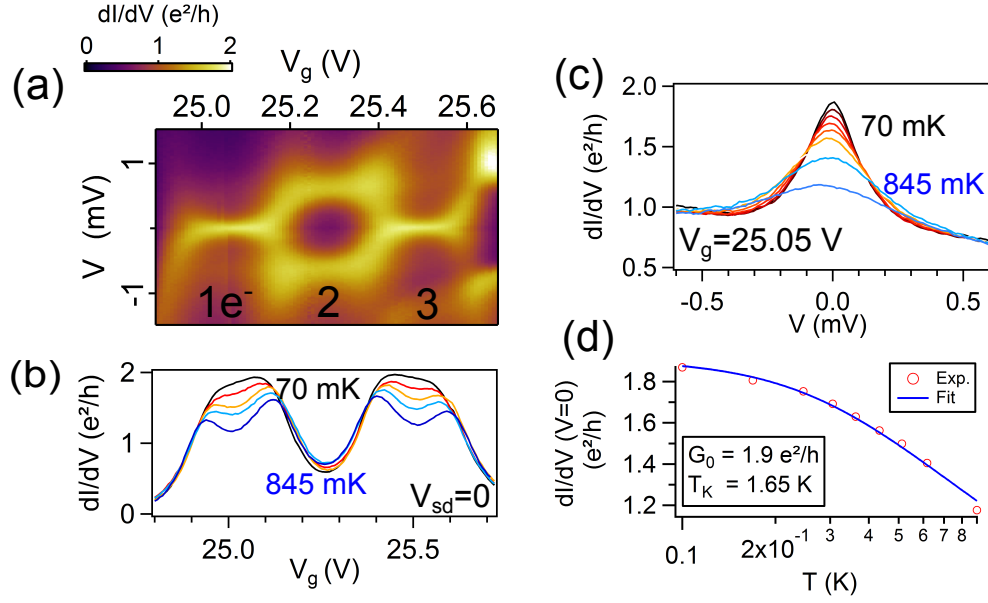 dI/dV (e²/h)
0 1 2
(a)
V_g (V)
25.0 25.2 25.4 25.6
V (mV)
1
0
-1
1e⁻ 2 3
(b)
dI/dV (e²/h)
2
1
0
70 mK
845 mK
V_sd=0
25.0 25.5
V_g (V)
(c)
dI/dV (e²/h)
2.0
1.5
1.0
0.5
70 mK
845 mK
V_g=25.05 V
-0.5 0.0 0.5
V (mV)
(d)
dI/dV (V=0)
(e²/h)
1.8
1.6
1.4
1.2
Exp.
Fit
G₀ = 1.9 e²/h
T_K = 1.65 K
0.1 2x10⁻¹ 3 4 5 6 7 8
T (K)